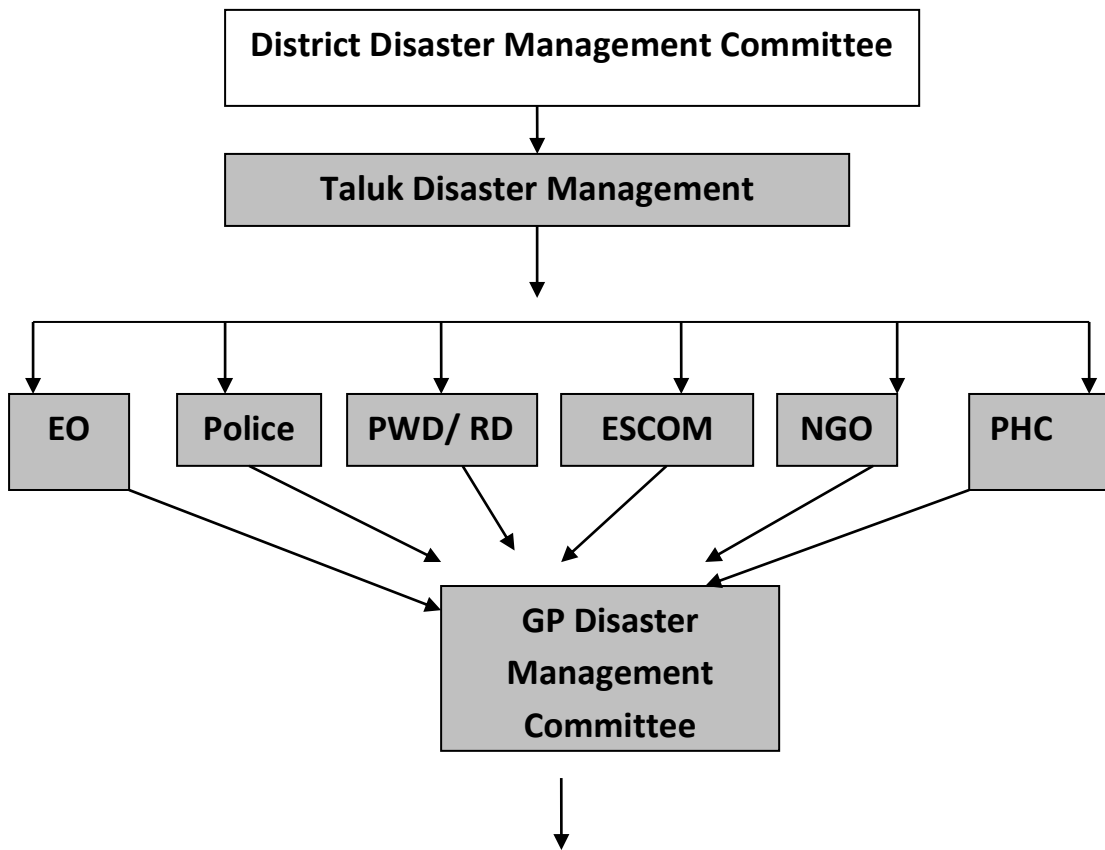 District Disaster Management Committee
Taluk Disaster Management
EO
Police
PWD/ RD
ESCOM
NGO
PHC
GP Disaster
Management
Committee